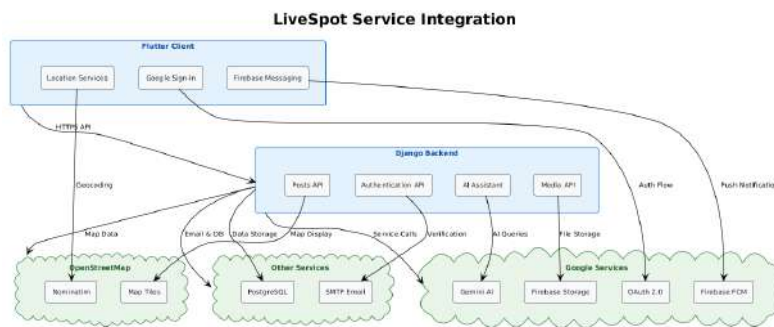 LiveSpot Service Integration
Flutter Client
Location Services
Google Sign-in
Firebase Messaging
HTTPS API
Django Backend
Posts API
Authentication API
AI Assistant
Media API
Geocoding
Auth Flow
Push Notificatio
Map Data
Email & DB
Data Storage
Map Display
Service Calls
Verification
AI Queries
File Storage
OpenStreetMap
Other Services
Google Services
Nominatim
Map Tiles
PostgreSQL
SMTP Email
Gemini AI
Firebase Storage
OAuth 2.0
Firebase FCM